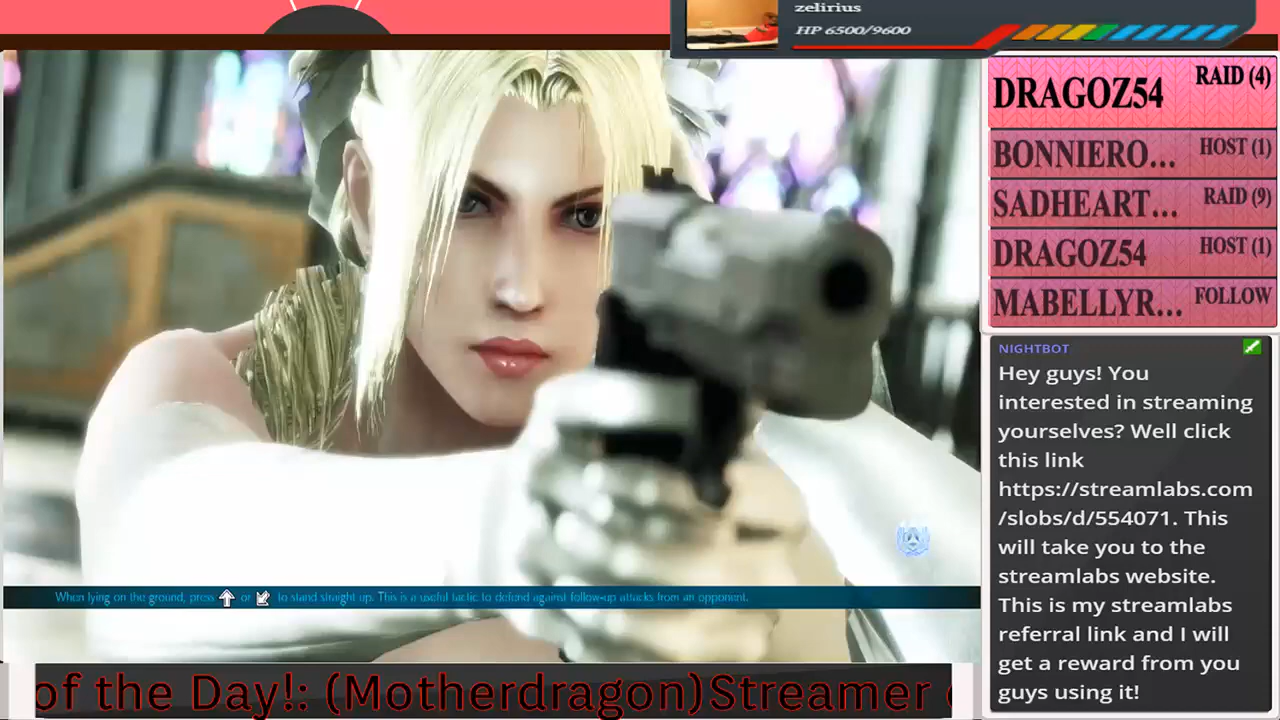 zelirius
HP 6500/9600
DRAGOZ54 RAID (4)
BONNIERO... HOST (1)
SADHEART... RAID (9)
DRAGOZ54 HOST (1)
MABELLYR... FOLLOW
NIGHTBOT
Hey guys! You
interested in streaming
yourselves? Well click
this link
https://streamlabs.com
/slobs/d/554071. This
will take you to the
streamlabs website.
This is my streamlabs
referral link and I will
get a reward from you
guys using it!
When lying on the ground, press ⬆ or ↙ to stand straight up. This is a useful tactic to defend against follow-up attacks from an opponent.
of the Day!: (Motherdragon)Streamer